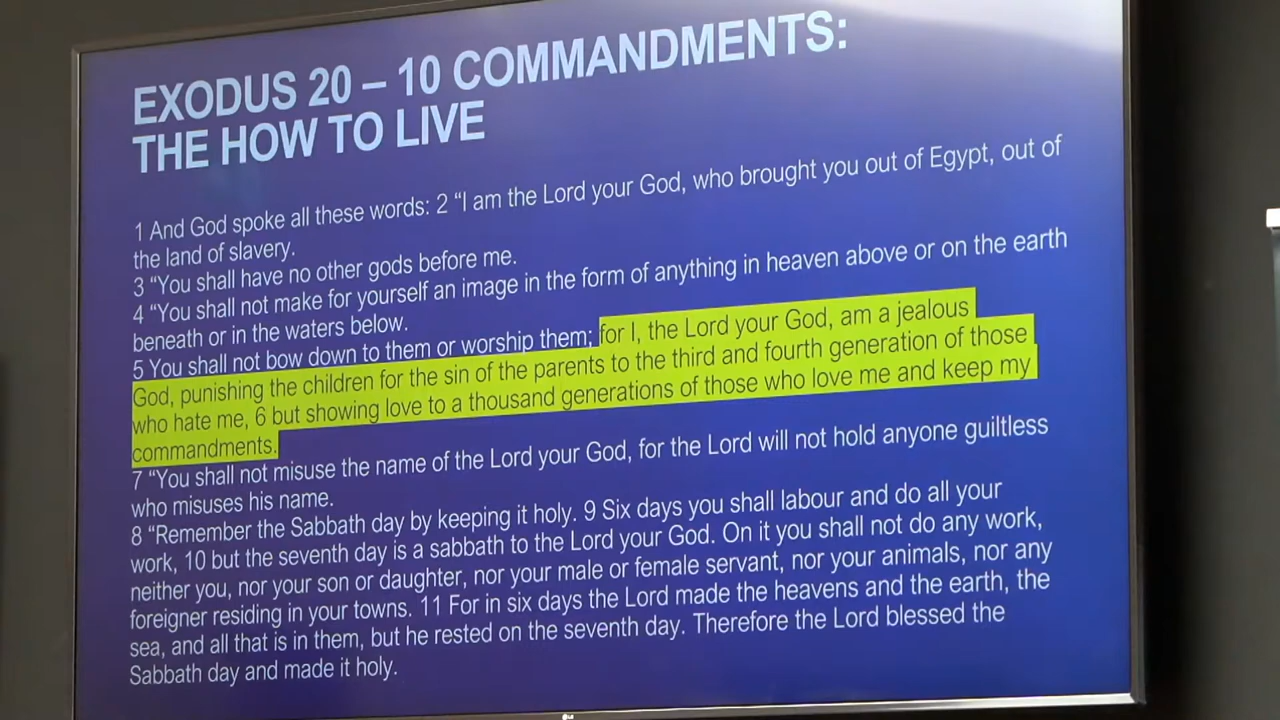 EXODUS 20 – 10 COMMANDMENTS:
THE HOW TO LIVE
1 And God spoke all these words: 2 “I am the Lord your God, who brought you out of Egypt, out of
the land of slavery.
3 “You shall have no other gods before me.
4 “You shall not make for yourself an image in the form of anything in heaven above or on the earth
beneath or in the waters below.
5 You shall not bow down to them or worship them; for I, the Lord your God, am a jealous
God, punishing the children for the sin of the parents to the third and fourth generation of those
who hate me, 6 but showing love to a thousand generations of those who love me and keep my
commandments.
7 “You shall not misuse the name of the Lord your God, for the Lord will not hold anyone guiltless
who misuses his name.
8 “Remember the Sabbath day by keeping it holy. 9 Six days you shall labour and do all your
work, 10 but the seventh day is a sabbath to the Lord your God. On it you shall not do any work,
neither you, nor your son or daughter, nor your male or female servant, nor your animals, nor any
foreigner residing in your towns. 11 For in six days the Lord made the heavens and the earth, the
sea, and all that is in them, but he rested on the seventh day. Therefore the Lord blessed the
Sabbath day and made it holy.